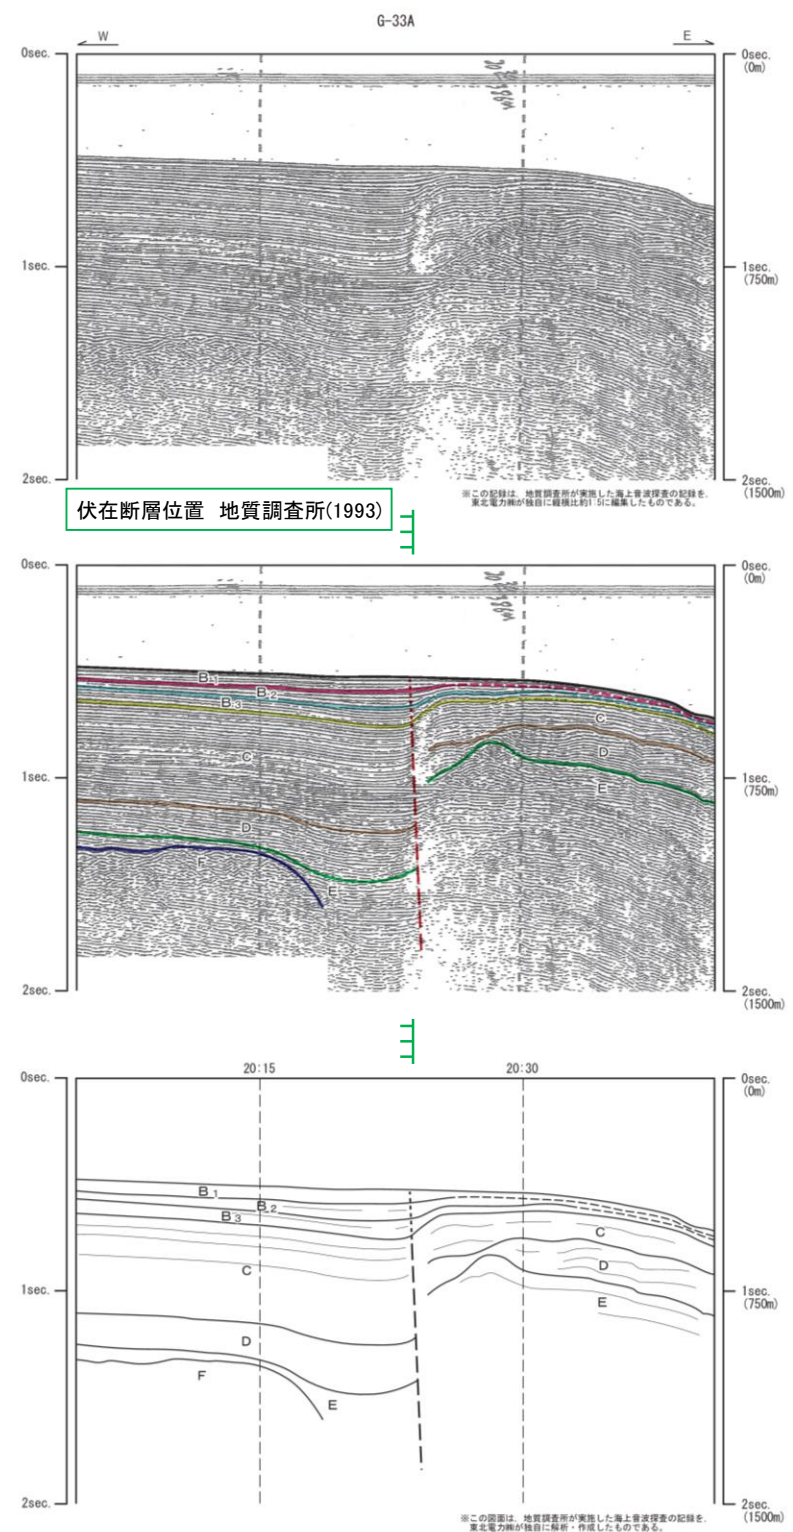 G-33A
W
E
0sec.
0sec.
(0m)
1sec.
1sec.
(750m)
2sec.
2sec.
(1500m)
※この記録は、地質調査所が実施した海上音波探査の記録を、
東北電力㈱が独自に縦横比約1:5に編集したものである。
伏在断層位置 地質調査所(1993)
0sec.
0sec.
(0m)
B1
B2
B3
C
C
D
1sec.
E
1sec.
(750m)
D
F
E
2sec.
2sec.
(1500m)
20:15
20:30
0sec.
0sec.
(0m)
B1
B2
B3
C
C
D
1sec.
E
1sec.
(750m)
D
F
E
2sec.
2sec.
(1500m)
※この図面は、地質調査所が実施した海上音波探査の記録を、
東北電力㈱が独自に解析・作成したものである。